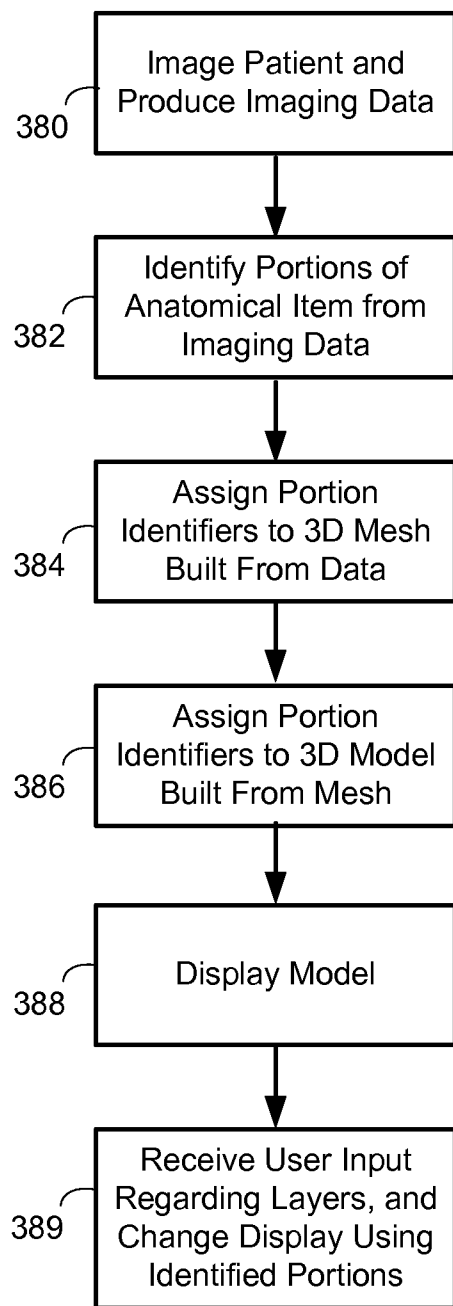 Image Patient and
Produce Imaging Data
380
Identify Portions of
Anatomical Item from
Imaging Data
382
Assign Portion
Identifiers to 3D Mesh
Built From Data
384
Assign Portion
Identifiers to 3D Model
Built From Mesh
386
Display Model
388
Receive User Input
Regarding Layers, and
Change Display Using
Identified Portions
389